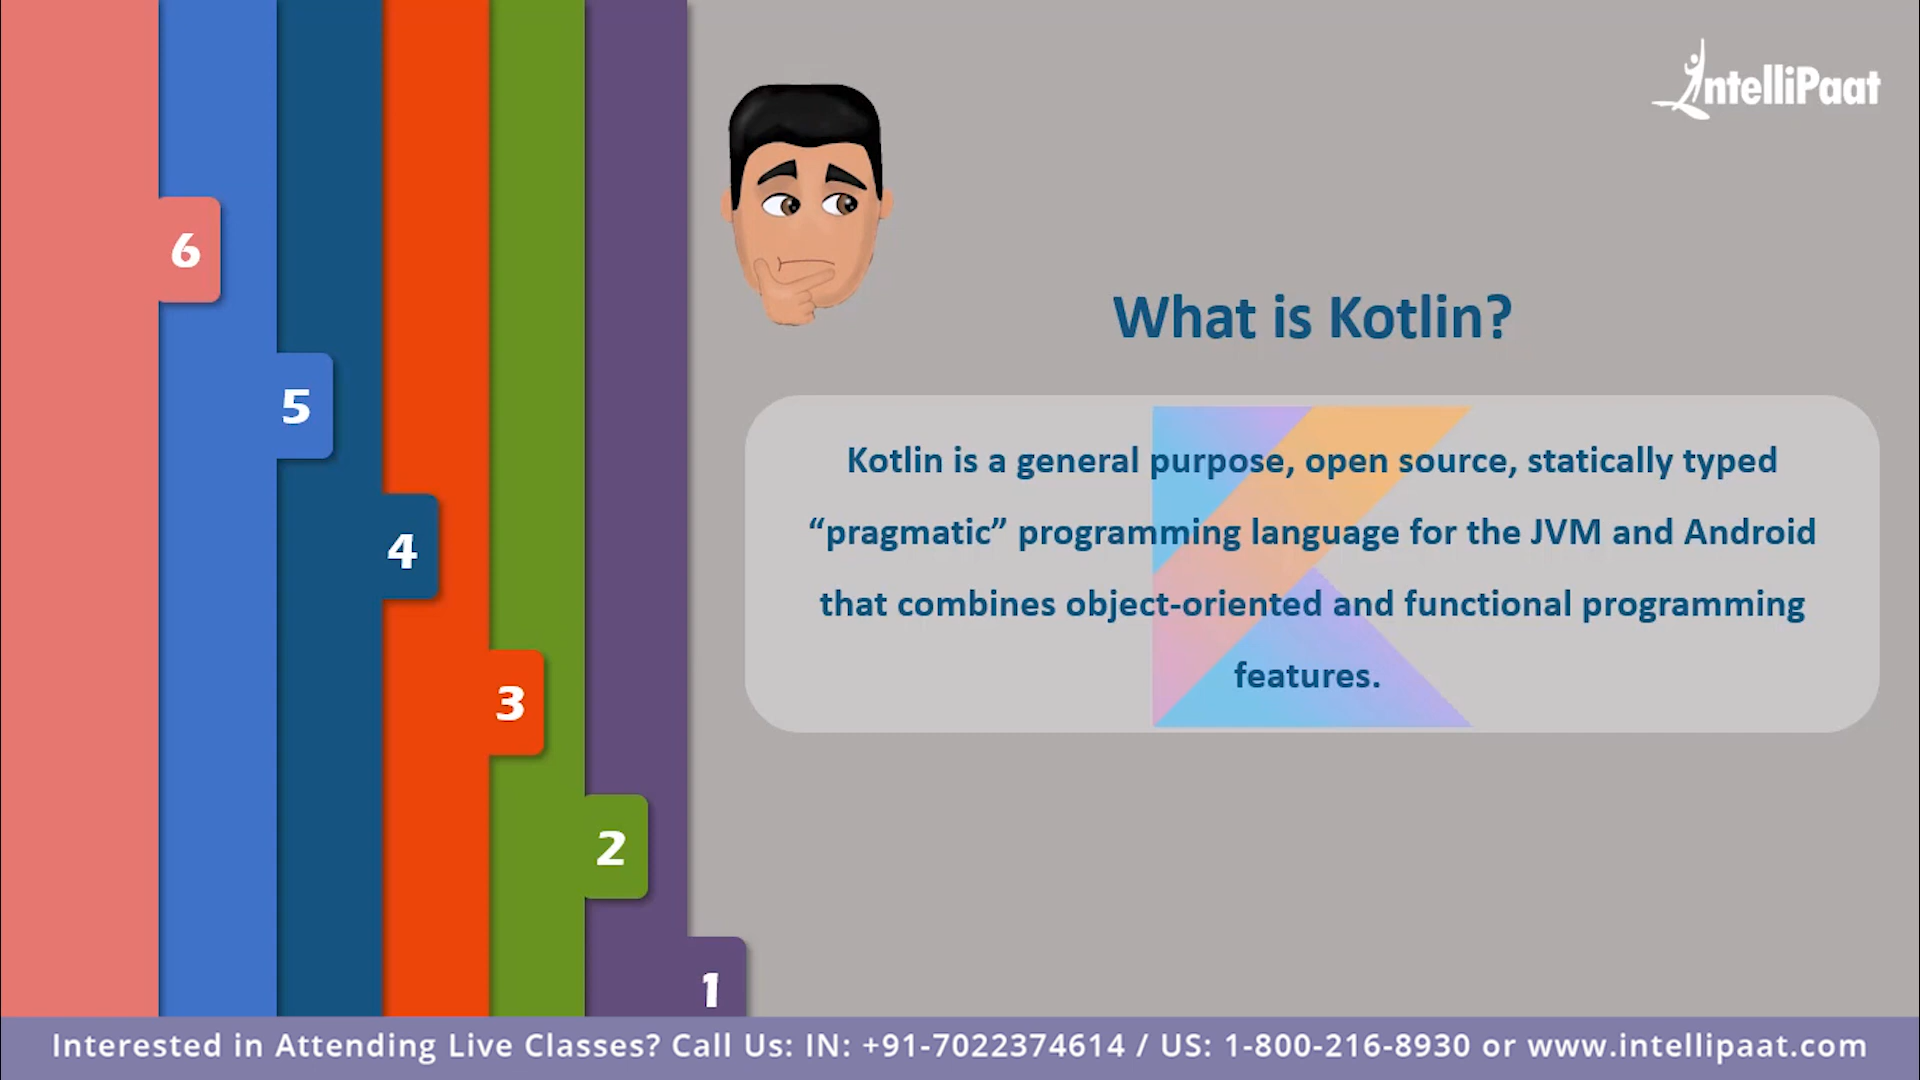 IntelliPaat
6
5
4
3
2
1
What is Kotlin?
Kotlin is a general purpose, open source, statically typed
“pragmatic” programming language for the JVM and Android
that combines object-oriented and functional programming
features.
Interested in Attending Live Classes? Call Us: IN: +91-7022374614 / US: 1-800-216-8930 or www.intellipaat.com